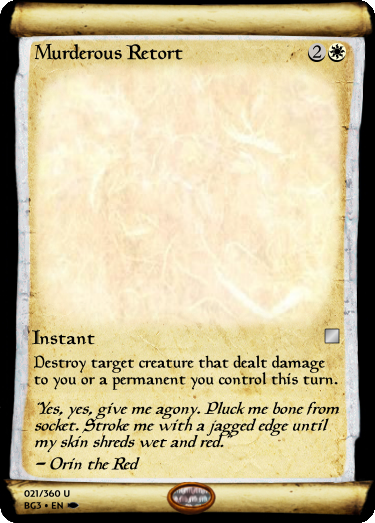 Murderous Retort 2
Instant
Destroy target creature that dealt damage
to you or a permanent you control this turn.
"Yes, yes, give me agony. Pluck me bone from
socket. Stroke me with a jagged edge until
my skin shreds wet and red."
– Orin the Red
021/360 U
BG3 • EN